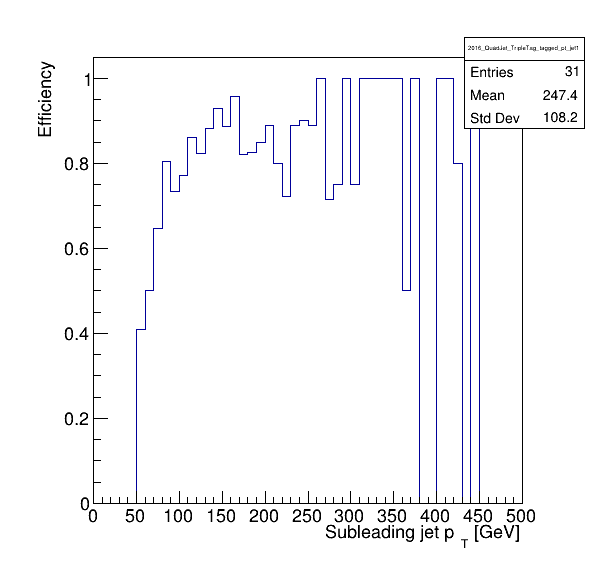 2016_QuadJet_TripleTag_tagged_pt_jet1
Entries 31
Mean 247.4
Std Dev 108.2
Efficiency
1
0.8
0.6
0.4
0.2
0
0 50 100 150 200 250 300 350 400 450 500
Subleading jet p T [GeV]